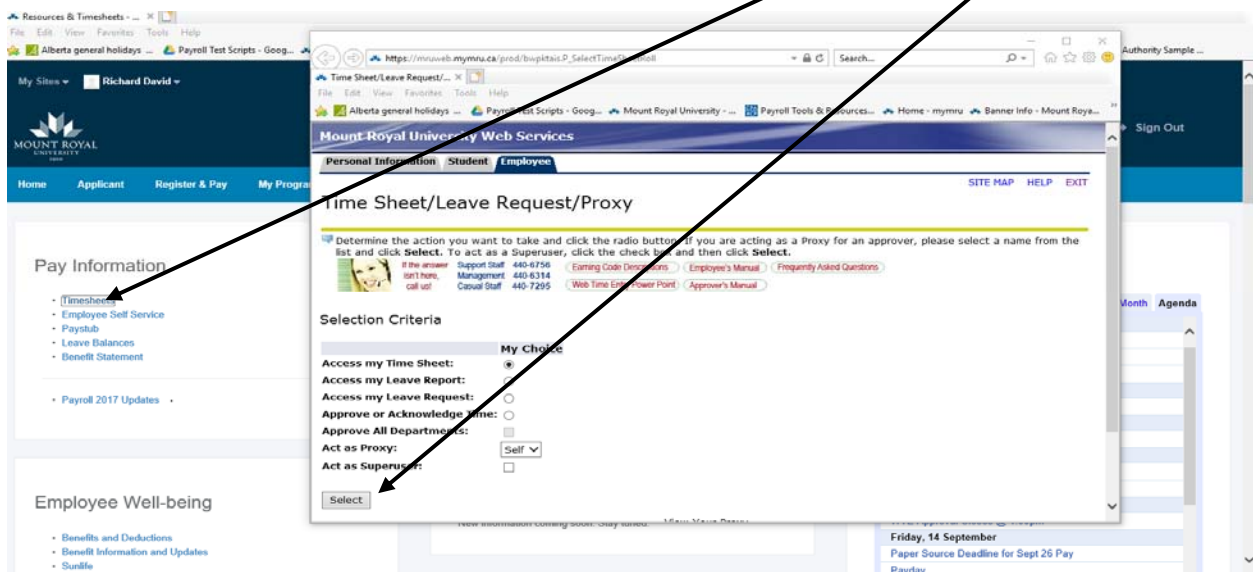 Resources & Timesheets - ...
File Edit View Favorites Tools Help
Alberta general holidays ... Payroll Test Scripts - Goog...
Authority Sample ...
My Sites Richard David
MOUNT ROYAL
UNIVERSITY
Sign Out
Home Applicant Register & Pay My Progra
Pay Information
Timesheets
Employee Self Service
Paystub
Leave Balances
Benefit Statement
Payroll 2017 Updates
Employee Well-being
Benefits and Deductions
Benefit Information and Updates
Sunlife
https://mruweb.mymru.ca/prod/bwpktais.P_SelectTimeSheetRoll
Search...
Time Sheet/Leave Request/...
File Edit View Favorites Tools Help
Alberta general holidays ... Payroll Test Scripts - Goog... Mount Royal University - ... Payroll Tools & Resources... Home - mymru Banner Info - Mount Roya...
Mount Royal University Web Services
Personal Information Student Employee
SITE MAP HELP EXIT
Time Sheet/Leave Request/Proxy
Determine the action you want to take and click the radio button. If you are acting as a Proxy for an approver, please select a name from the
list and click Select. To act as a Superuser, click the check box and then click Select.
If the answer Support Staff 440-6756
isn't here, Management 440-6314
call us! Casual Staff 440-7295
Earning Code Descriptions Employee's Manual Frequently Asked Questions
Web Time Entry Power Point Approver's Manual
Selection Criteria
My Choice
Access my Time Sheet:
Access my Leave Report:
Access my Leave Request:
Approve or Acknowledge Time:
Approve All Departments:
Act as Proxy: Self
Act as Superuser:
Select
New information coming soon. Stay tuned.
Month Agenda
Friday, 14 September
Paper Source Deadline for Sept 26 Pay
Payday